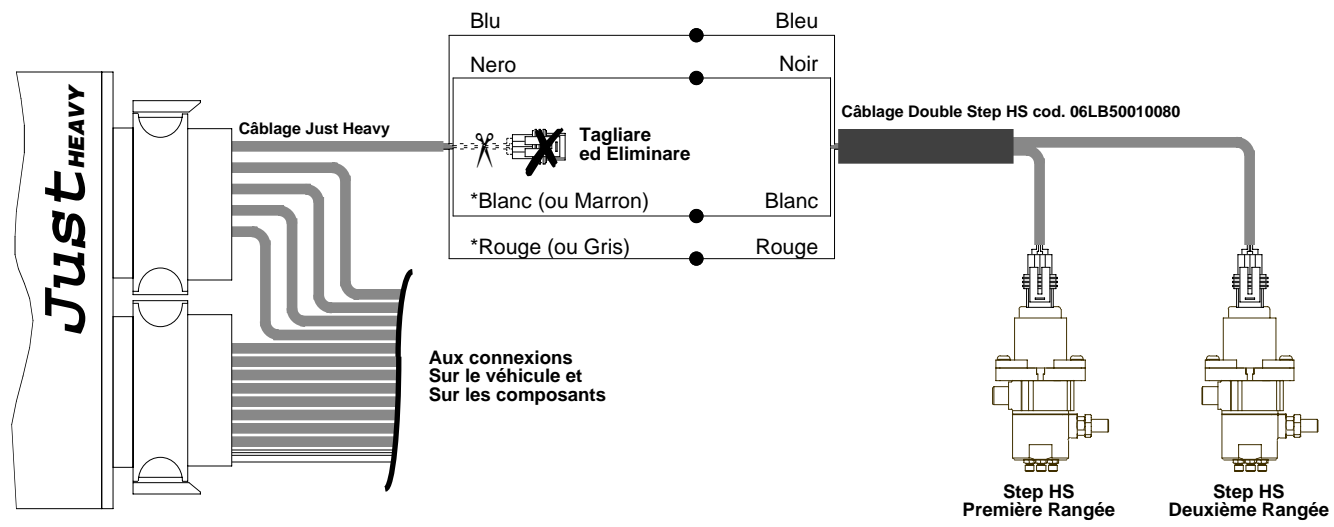 Blu
Bleu
Nero
Noir
Just HEAVY
Câblage Just Heavy
Tagliare
ed Eliminare
Câblage Double Step HS cod. 06LB50010080
*Blanc (ou Marron)
Blanc
*Rouge (ou Gris)
Rouge
Aux connexions
Sur le véhicule et
Sur les composants
Step HS
Première Rangée
Step HS
Deuxième Rangée